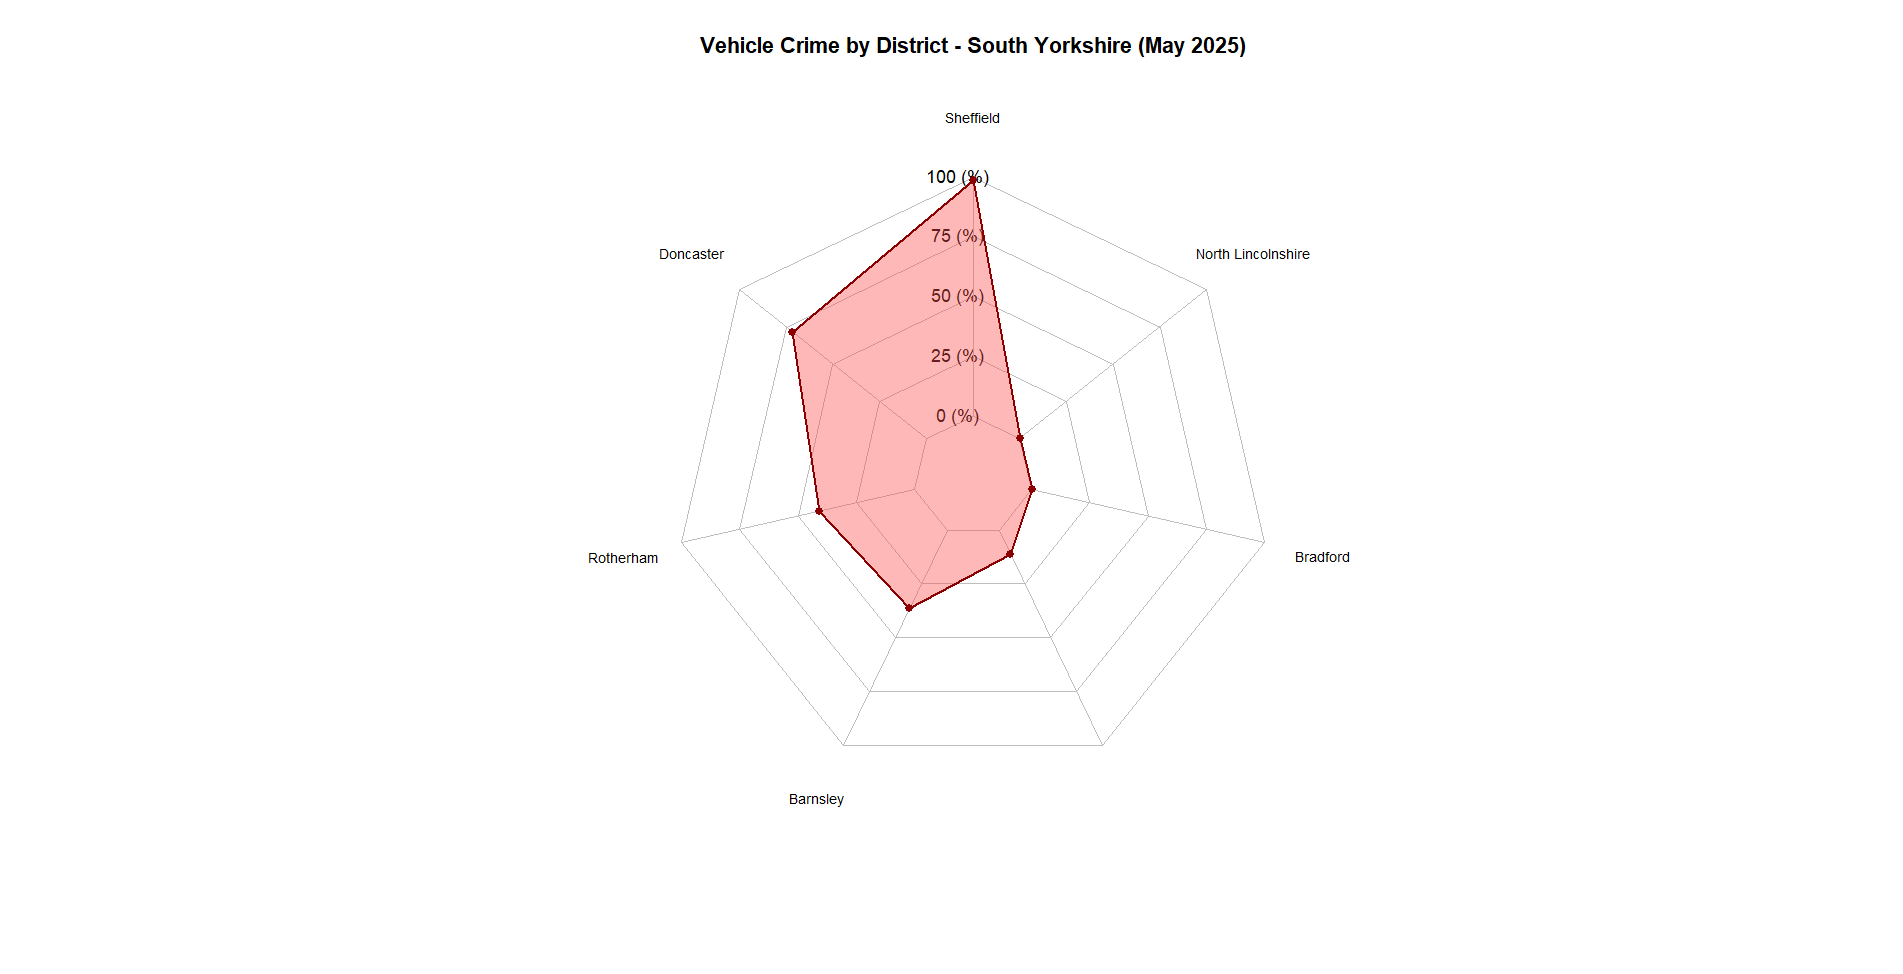 Vehicle Crime by District - South Yorkshire (May 2025)
Sheffield
100 (%)
75 (%)
Doncaster
North Lincolnshire
50 (%)
25 (%)
0 (%)
Rotherham
Bradford
Barnsley